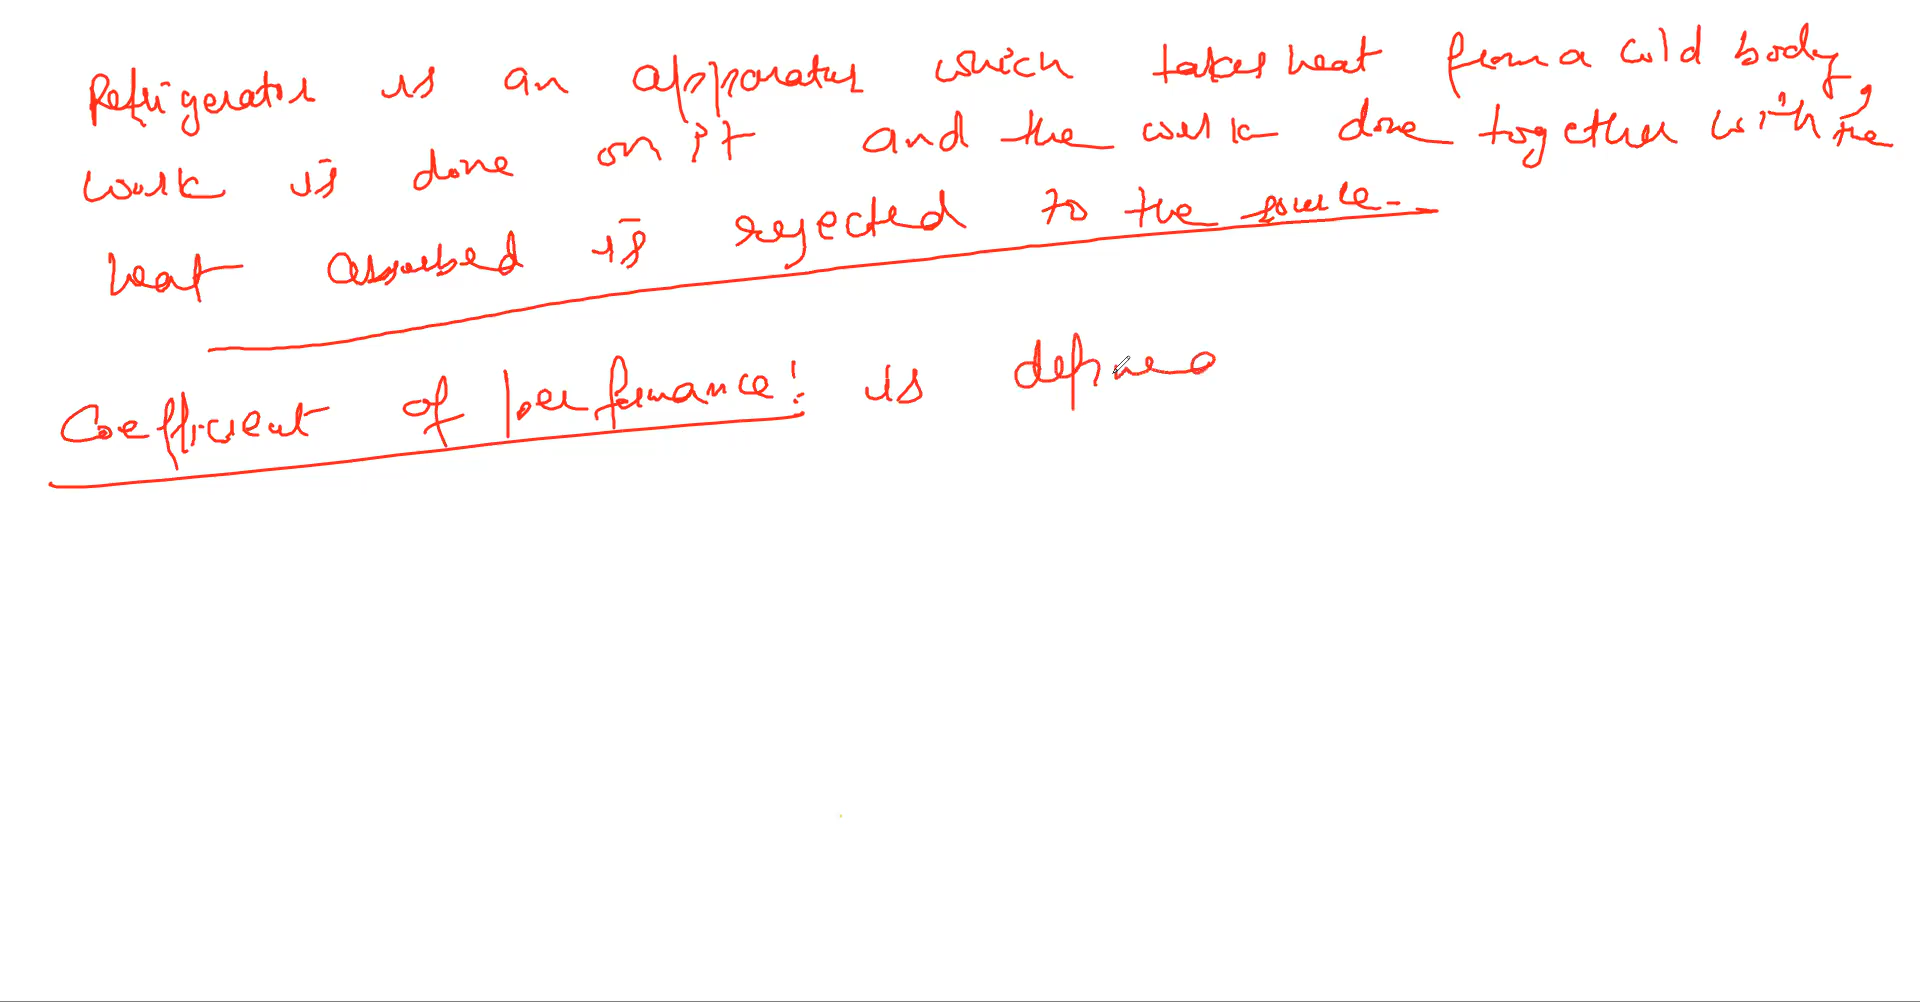 Refrigerator is an apparatus which takes heat from a cold body,
work is done on it and the work done together with the
heat absorbed is rejected to the source.
Coefficient of performance: is define